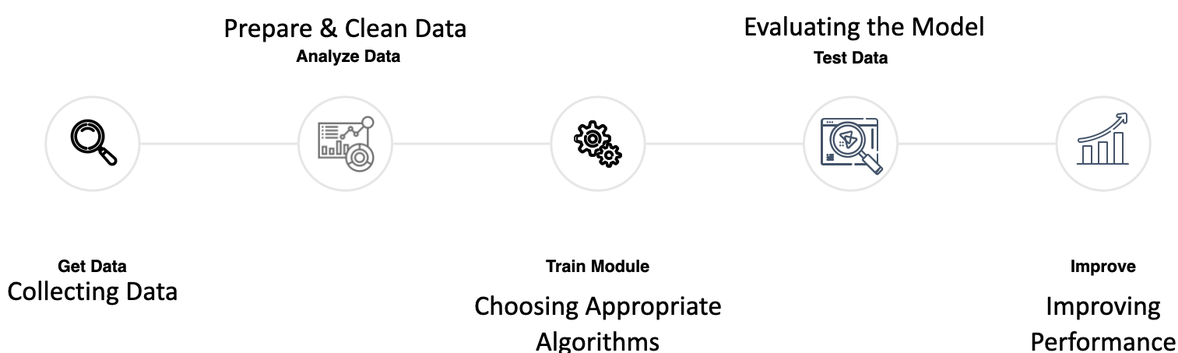 Prepare & Clean Data
Analyze Data
Evaluating the Model
Test Data
Get Data
Collecting Data
Train Module
Choosing Appropriate
Algorithms
Improve
Improving
Performance